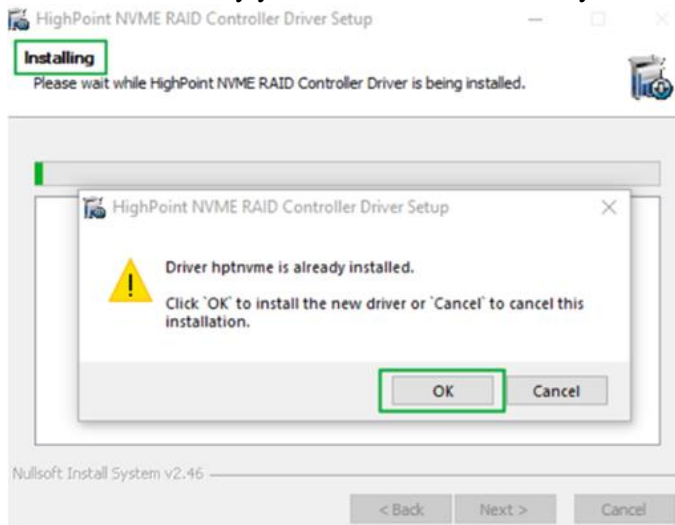 HighPoint NVME RAID Controller Driver Setup
Installing
Please wait while HighPoint NVME RAID Controller Driver is being installed.
HighPoint NVME RAID Controller Driver Setup
Driver hptnvme is already installed.
Click `OK` to install the new driver or `Cancel` to cancel this
installation.
OK Cancel
Nullsoft Install System v2.46
< Back Next > Cancel